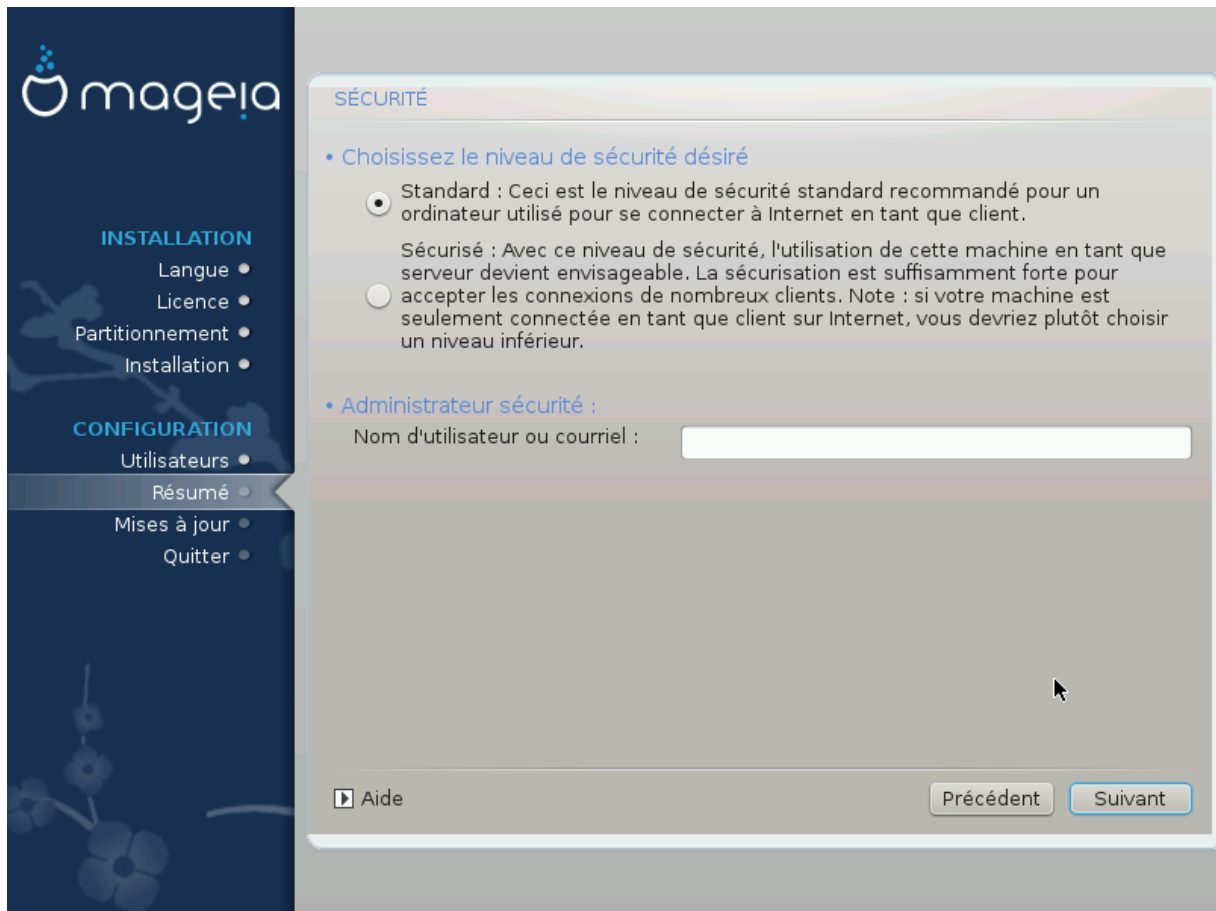 mageia
INSTALLATION
Langue
Licence
Partitionnement
Installation
CONFIGURATION
Utilisateurs
Résumé
Mises à jour
Quitter
SÉCURITÉ
• Choisissez le niveau de sécurité désiré
Standard : Ceci est le niveau de sécurité standard recommandé pour un
ordinateur utilisé pour se connecter à Internet en tant que client.
Sécurisé : Avec ce niveau de sécurité, l'utilisation de cette machine en tant que
serveur devient envisageable. La sécurisation est suffisamment forte pour
accepter les connexions de nombreux clients. Note : si votre machine est
seulement connectée en tant que client sur Internet, vous devriez plutôt choisir
un niveau inférieur.
• Administrateur sécurité :
Nom d'utilisateur ou courriel :
Aide
Précédent
Suivant